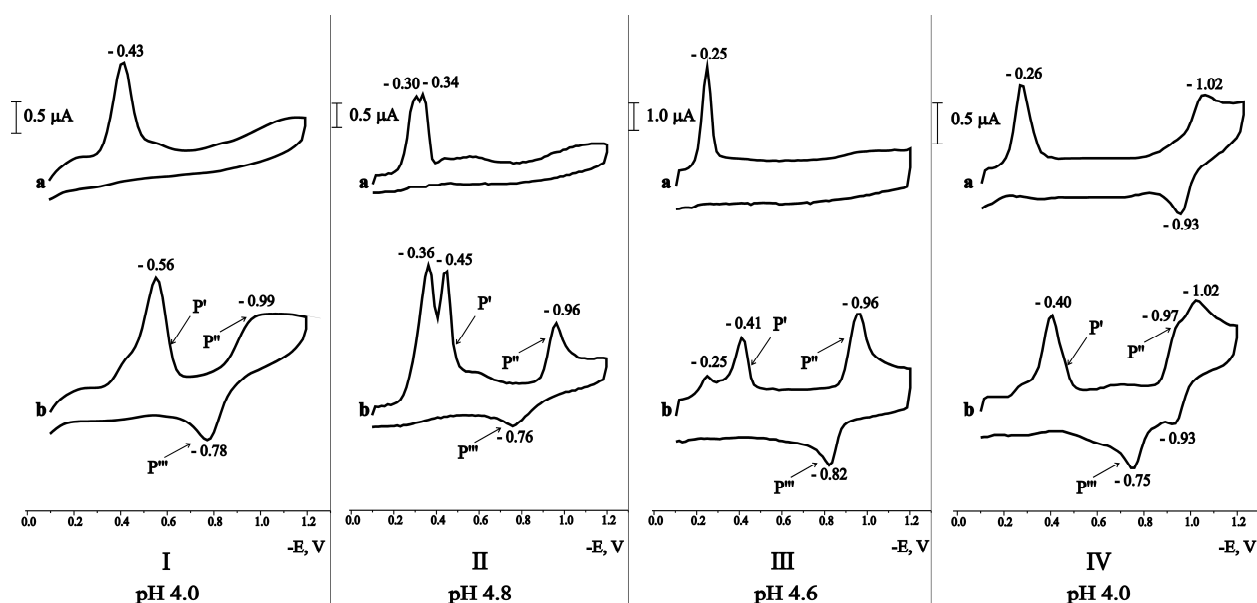 - 0.43
0.5 μA
a
- 0.56
P'
- 0.99
P''
b
P'''
- 0.78
0.0 0.2 0.4 0.6 0.8 1.0 1.2
-E, V
I
pH 4.0
- 0.30 - 0.34
0.5 μA
a
- 0.36
- 0.45
P'
- 0.96
P''
b
P'''
- 0.76
0.0 0.2 0.4 0.6 0.8 1.0 1.2
-E, V
II
pH 4.8
- 0.25
1.0 μA
a
- 0.96
- 0.41
P'
P''
- 0.25
b
P'''
- 0.82
0.0 0.2 0.4 0.6 0.8 1.0 1.2
-E, V
III
pH 4.6
- 0.26
- 1.02
0.5 μA
a
- 0.93
- 1.02
- 0.40
- 0.97
P'
P''
b
- 0.93
P'''
- 0.75
0.0 0.2 0.4 0.6 0.8 1.0 1.2
-E, V
IV
pH 4.0